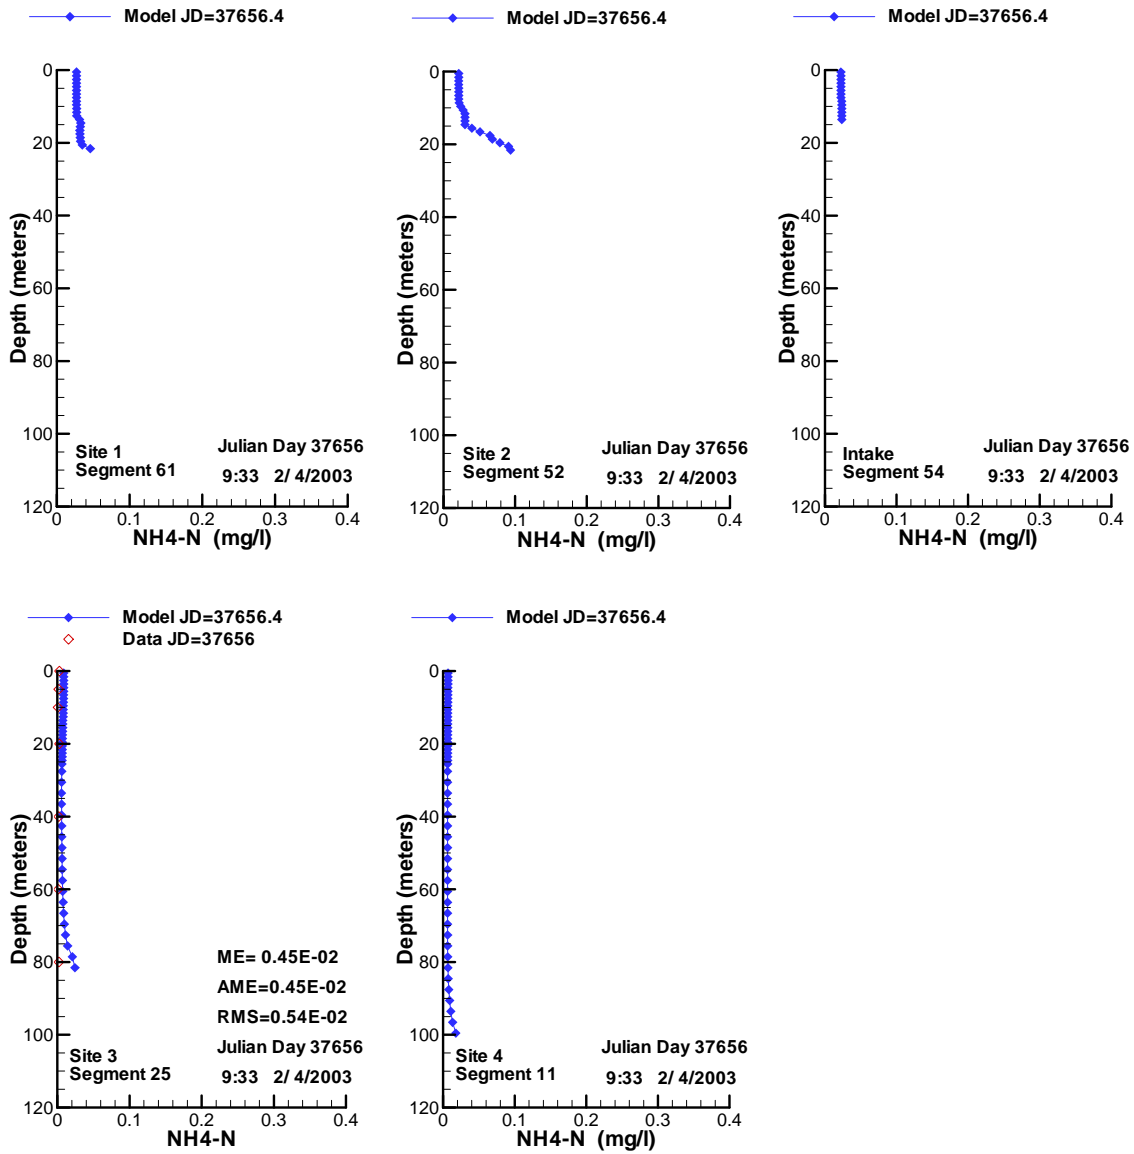 Model JD=37656.4
0
20
40
60
80
100
120
Depth (meters)
Site 1
Segment 61
Julian Day 37656
9:33 2/ 4/2003
0 0.1 0.2 0.3 0.4
NH4-N (mg/l)
Model JD=37656.4
0
20
40
60
80
100
120
Depth (meters)
Site 2
Segment 52
Julian Day 37656
9:33 2/ 4/2003
0 0.1 0.2 0.3 0.4
NH4-N (mg/l)
Model JD=37656.4
0
20
40
60
80
100
120
Depth (meters)
Intake
Segment 54
Julian Day 37656
9:33 2/ 4/2003
0 0.1 0.2 0.3 0.4
NH4-N (mg/l)
Model JD=37656.4
Data JD=37656
0
20
40
60
80
100
120
Depth (meters)
ME= 0.45E-02
AME=0.45E-02
RMS=0.54E-02
Site 3
Segment 25
Julian Day 37656
9:33 2/ 4/2003
0 0.1 0.2 0.3 0.4
NH4-N
Model JD=37656.4
0
20
40
60
80
100
120
Depth (meters)
Site 4
Segment 11
Julian Day 37656
9:33 2/ 4/2003
0 0.1 0.2 0.3 0.4
NH4-N (mg/l)